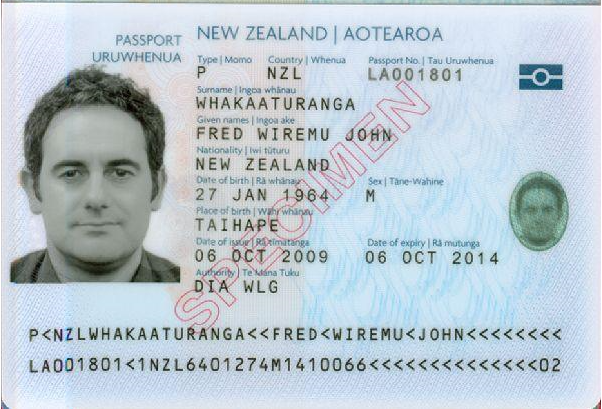 PASSPORT
URUWHENUA
NEW ZEALAND | AOTEAROA
Type | Momo Country | Whenua Passport No. | Tau Uruwhenua
P NZL LA001801
Surname | Ingoa whānau
WHAKAATURANGA
Given names | Ingoa ake
FRED WIREMU JOHN
Nationality | Iwi tūturu
NEW ZEALAND
Date of birth | Rā whānau Sex | Tāne-Wahine
27 JAN 1964 M
Place of birth | Wāhi whānau
TAIHAPE
Date of issue | Rā timatanga Date of expiry | Rā mutunga
06 OCT 2009 06 OCT 2014
Authority | Te Mana Tuku
DIA WLG
SPECIMEN
P<NZLWHAKAATURANGA<<FRED<WIREMU<JOHN<<<<<<<<
LA001801<1NZL6401274M1410066<<<<<<<<<<<<<<02